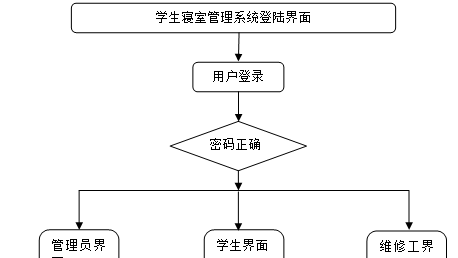 学生寝室管理系统登陆界面
用户登录
密码正确
管理员界
学生界面
维修工界